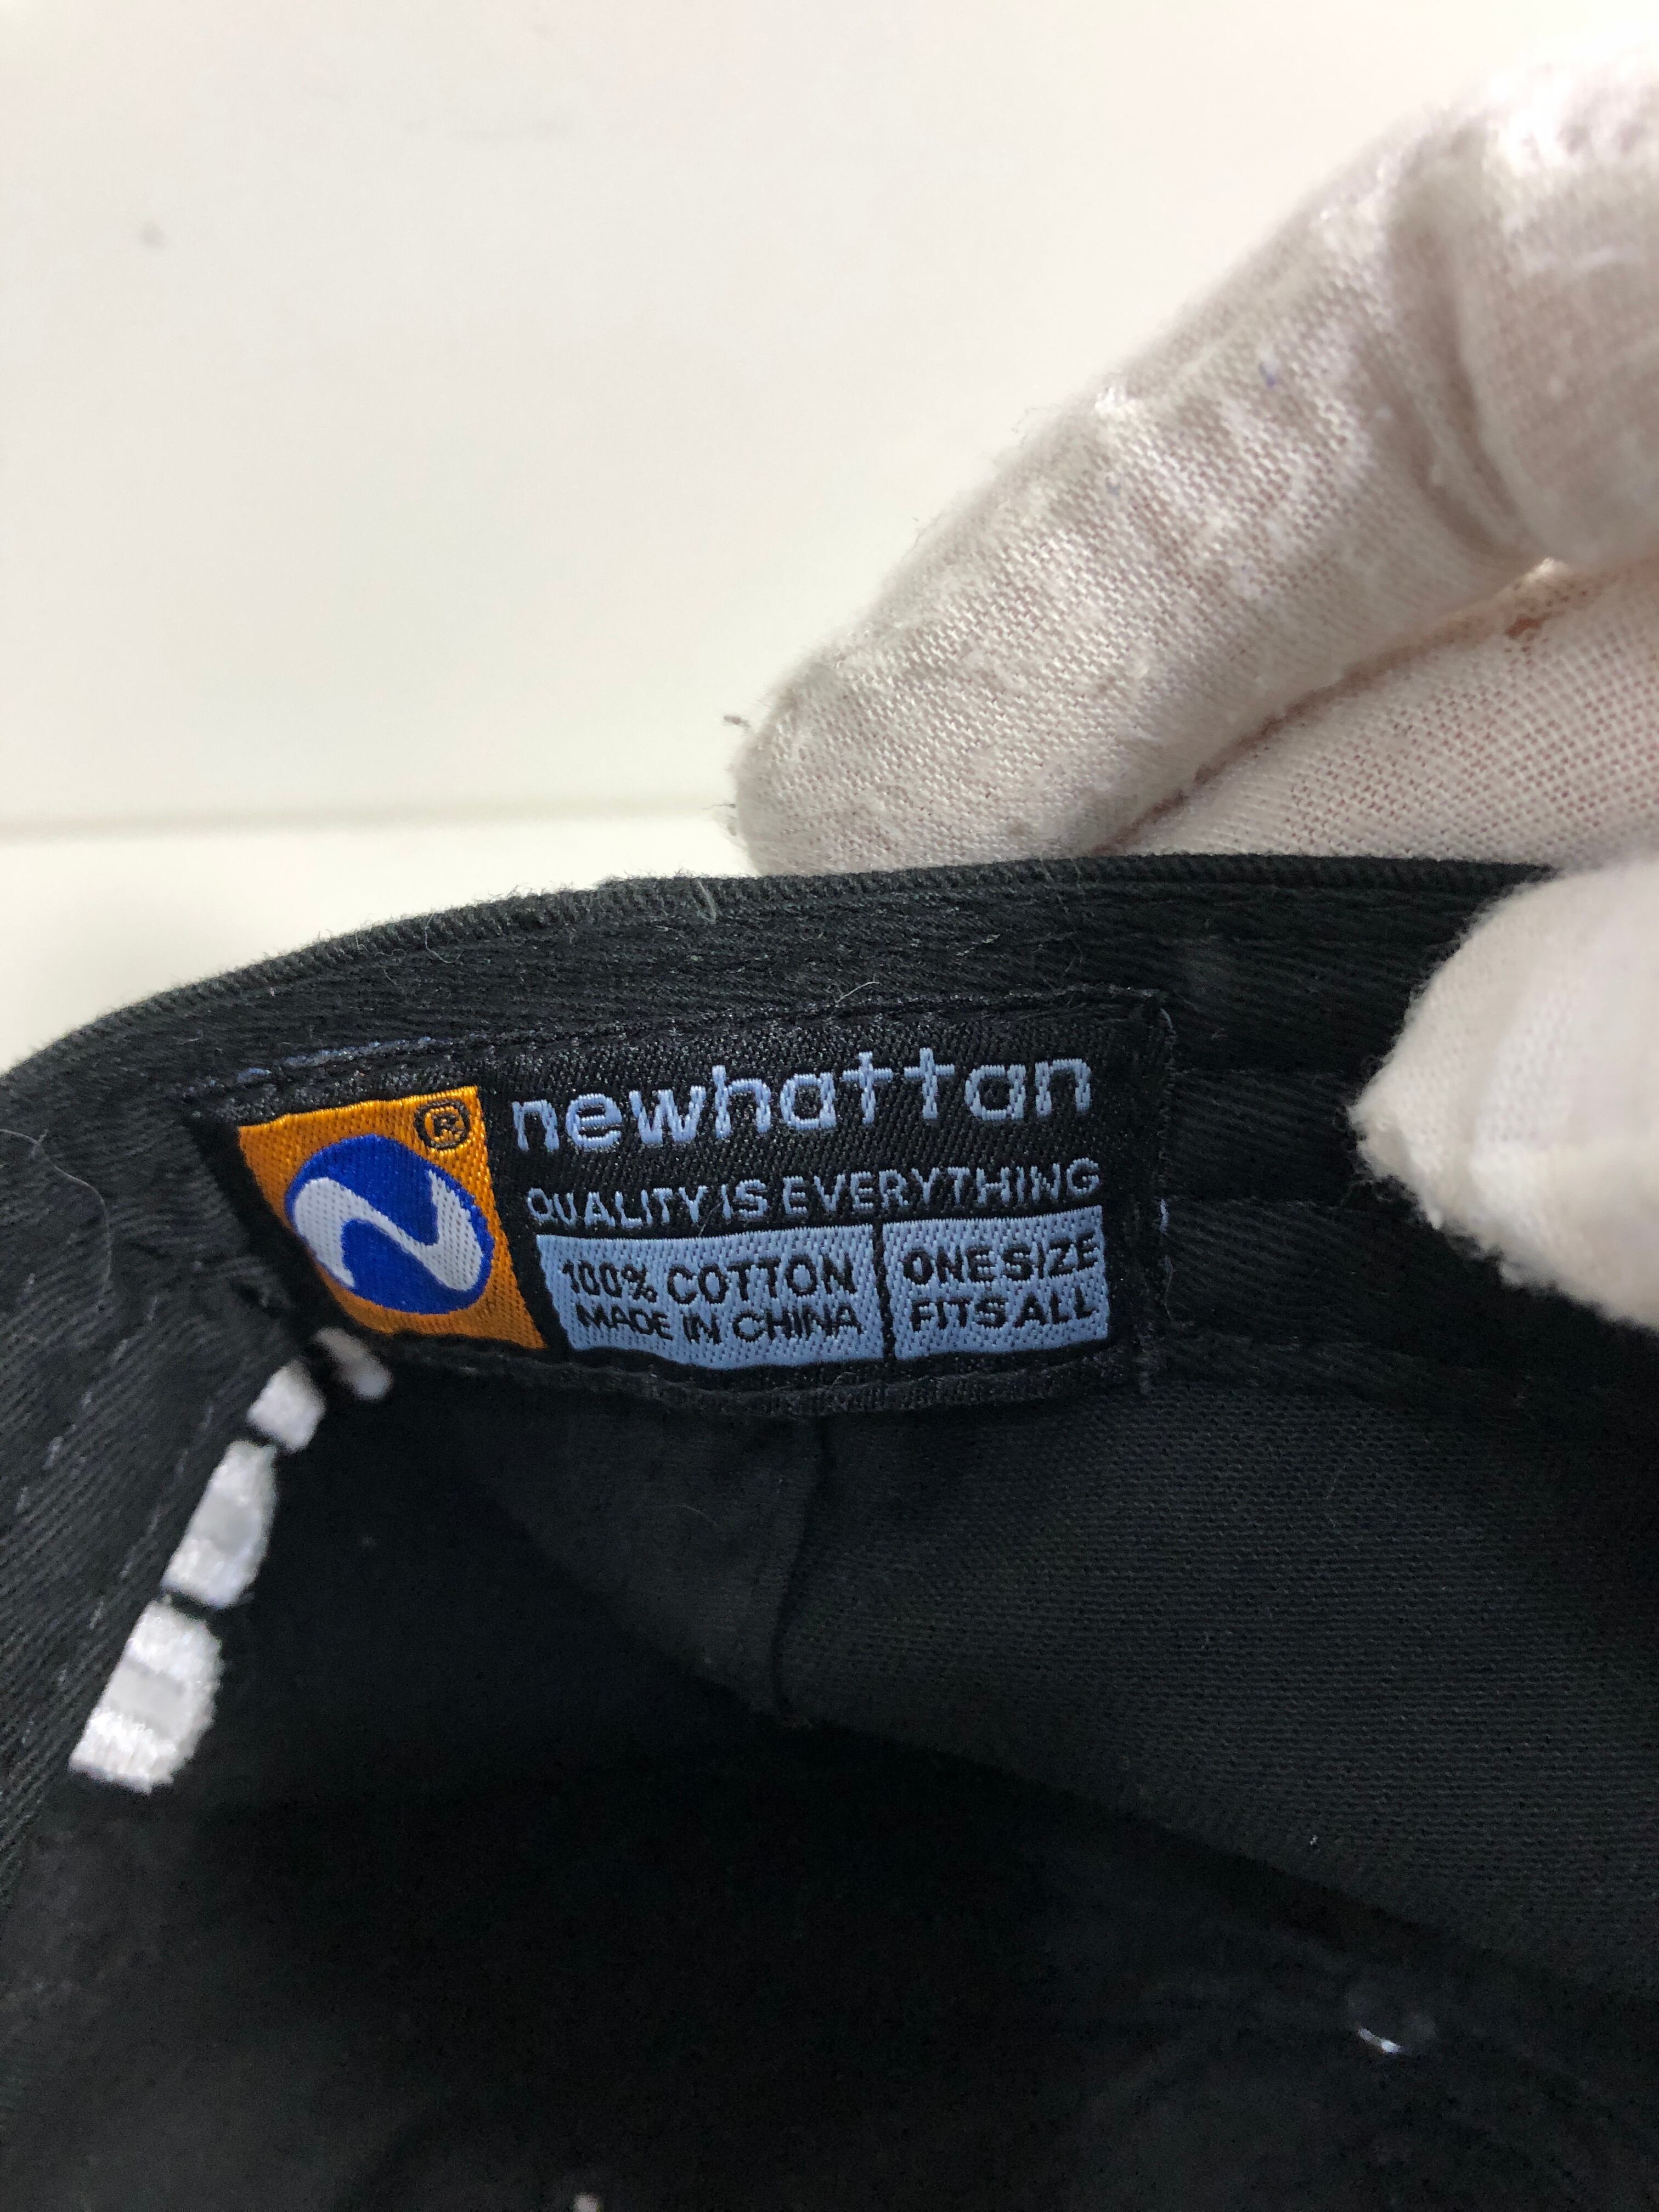 ®
newhattan
QUALITY IS EVERYTHING
100% COTTON
MADE IN CHINA
ONE SIZE
FITS ALL